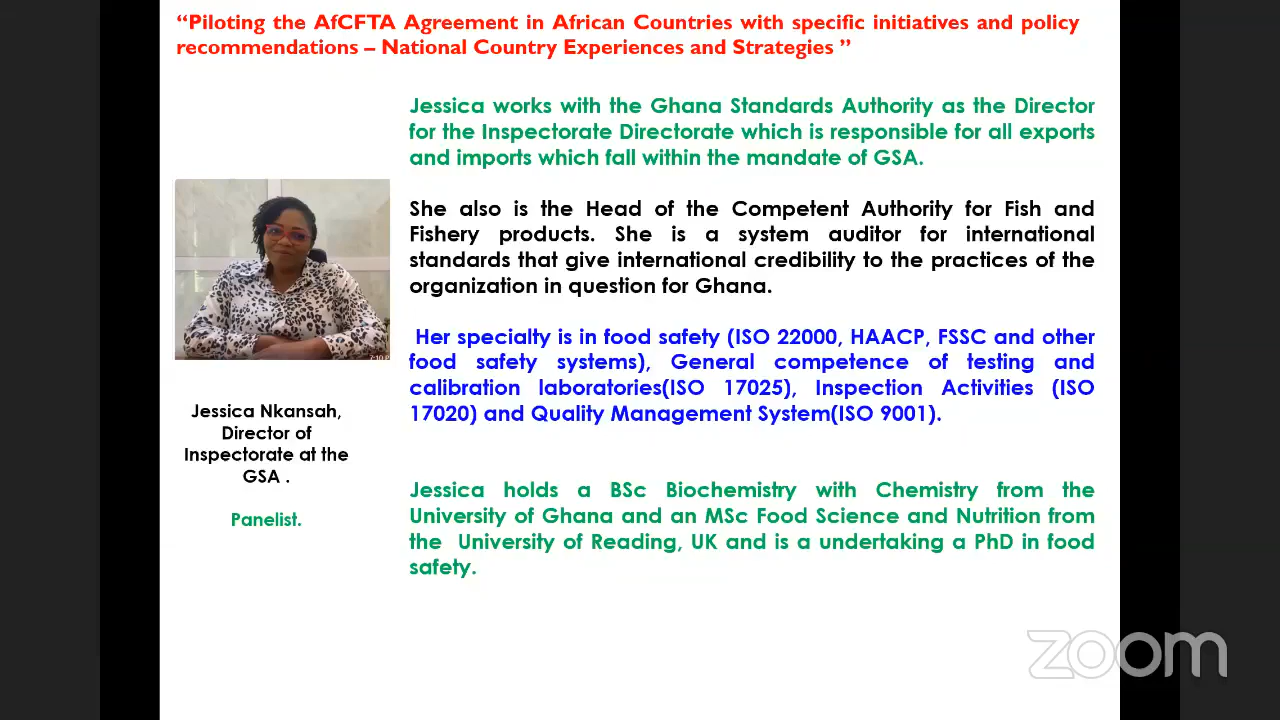 “Piloting the AfCFTA Agreement in African Countries with specific initiatives and policy
recommendations – National Country Experiences and Strategies ”
Jessica works with the Ghana Standards Authority as the Director
for the Inspectorate Directorate which is responsible for all exports
and imports which fall within the mandate of GSA.
She also is the Head of the Competent Authority for Fish and
Fishery products. She is a system auditor for international
standards that give international credibility to the practices of the
organization in question for Ghana.
Her specialty is in food safety (ISO 22000, HAACP, FSSC and other
food safety systems), General competence of testing and
calibration laboratories(ISO 17025), Inspection Activities (ISO
17020) and Quality Management System(ISO 9001).
Jessica holds a BSc Biochemistry with Chemistry from the
University of Ghana and an MSc Food Science and Nutrition from
the University of Reading, UK and is a undertaking a PhD in food
safety.
7:10 P
Jessica Nkansah,
Director of
Inspectorate at the
GSA .
Panelist.
zoom